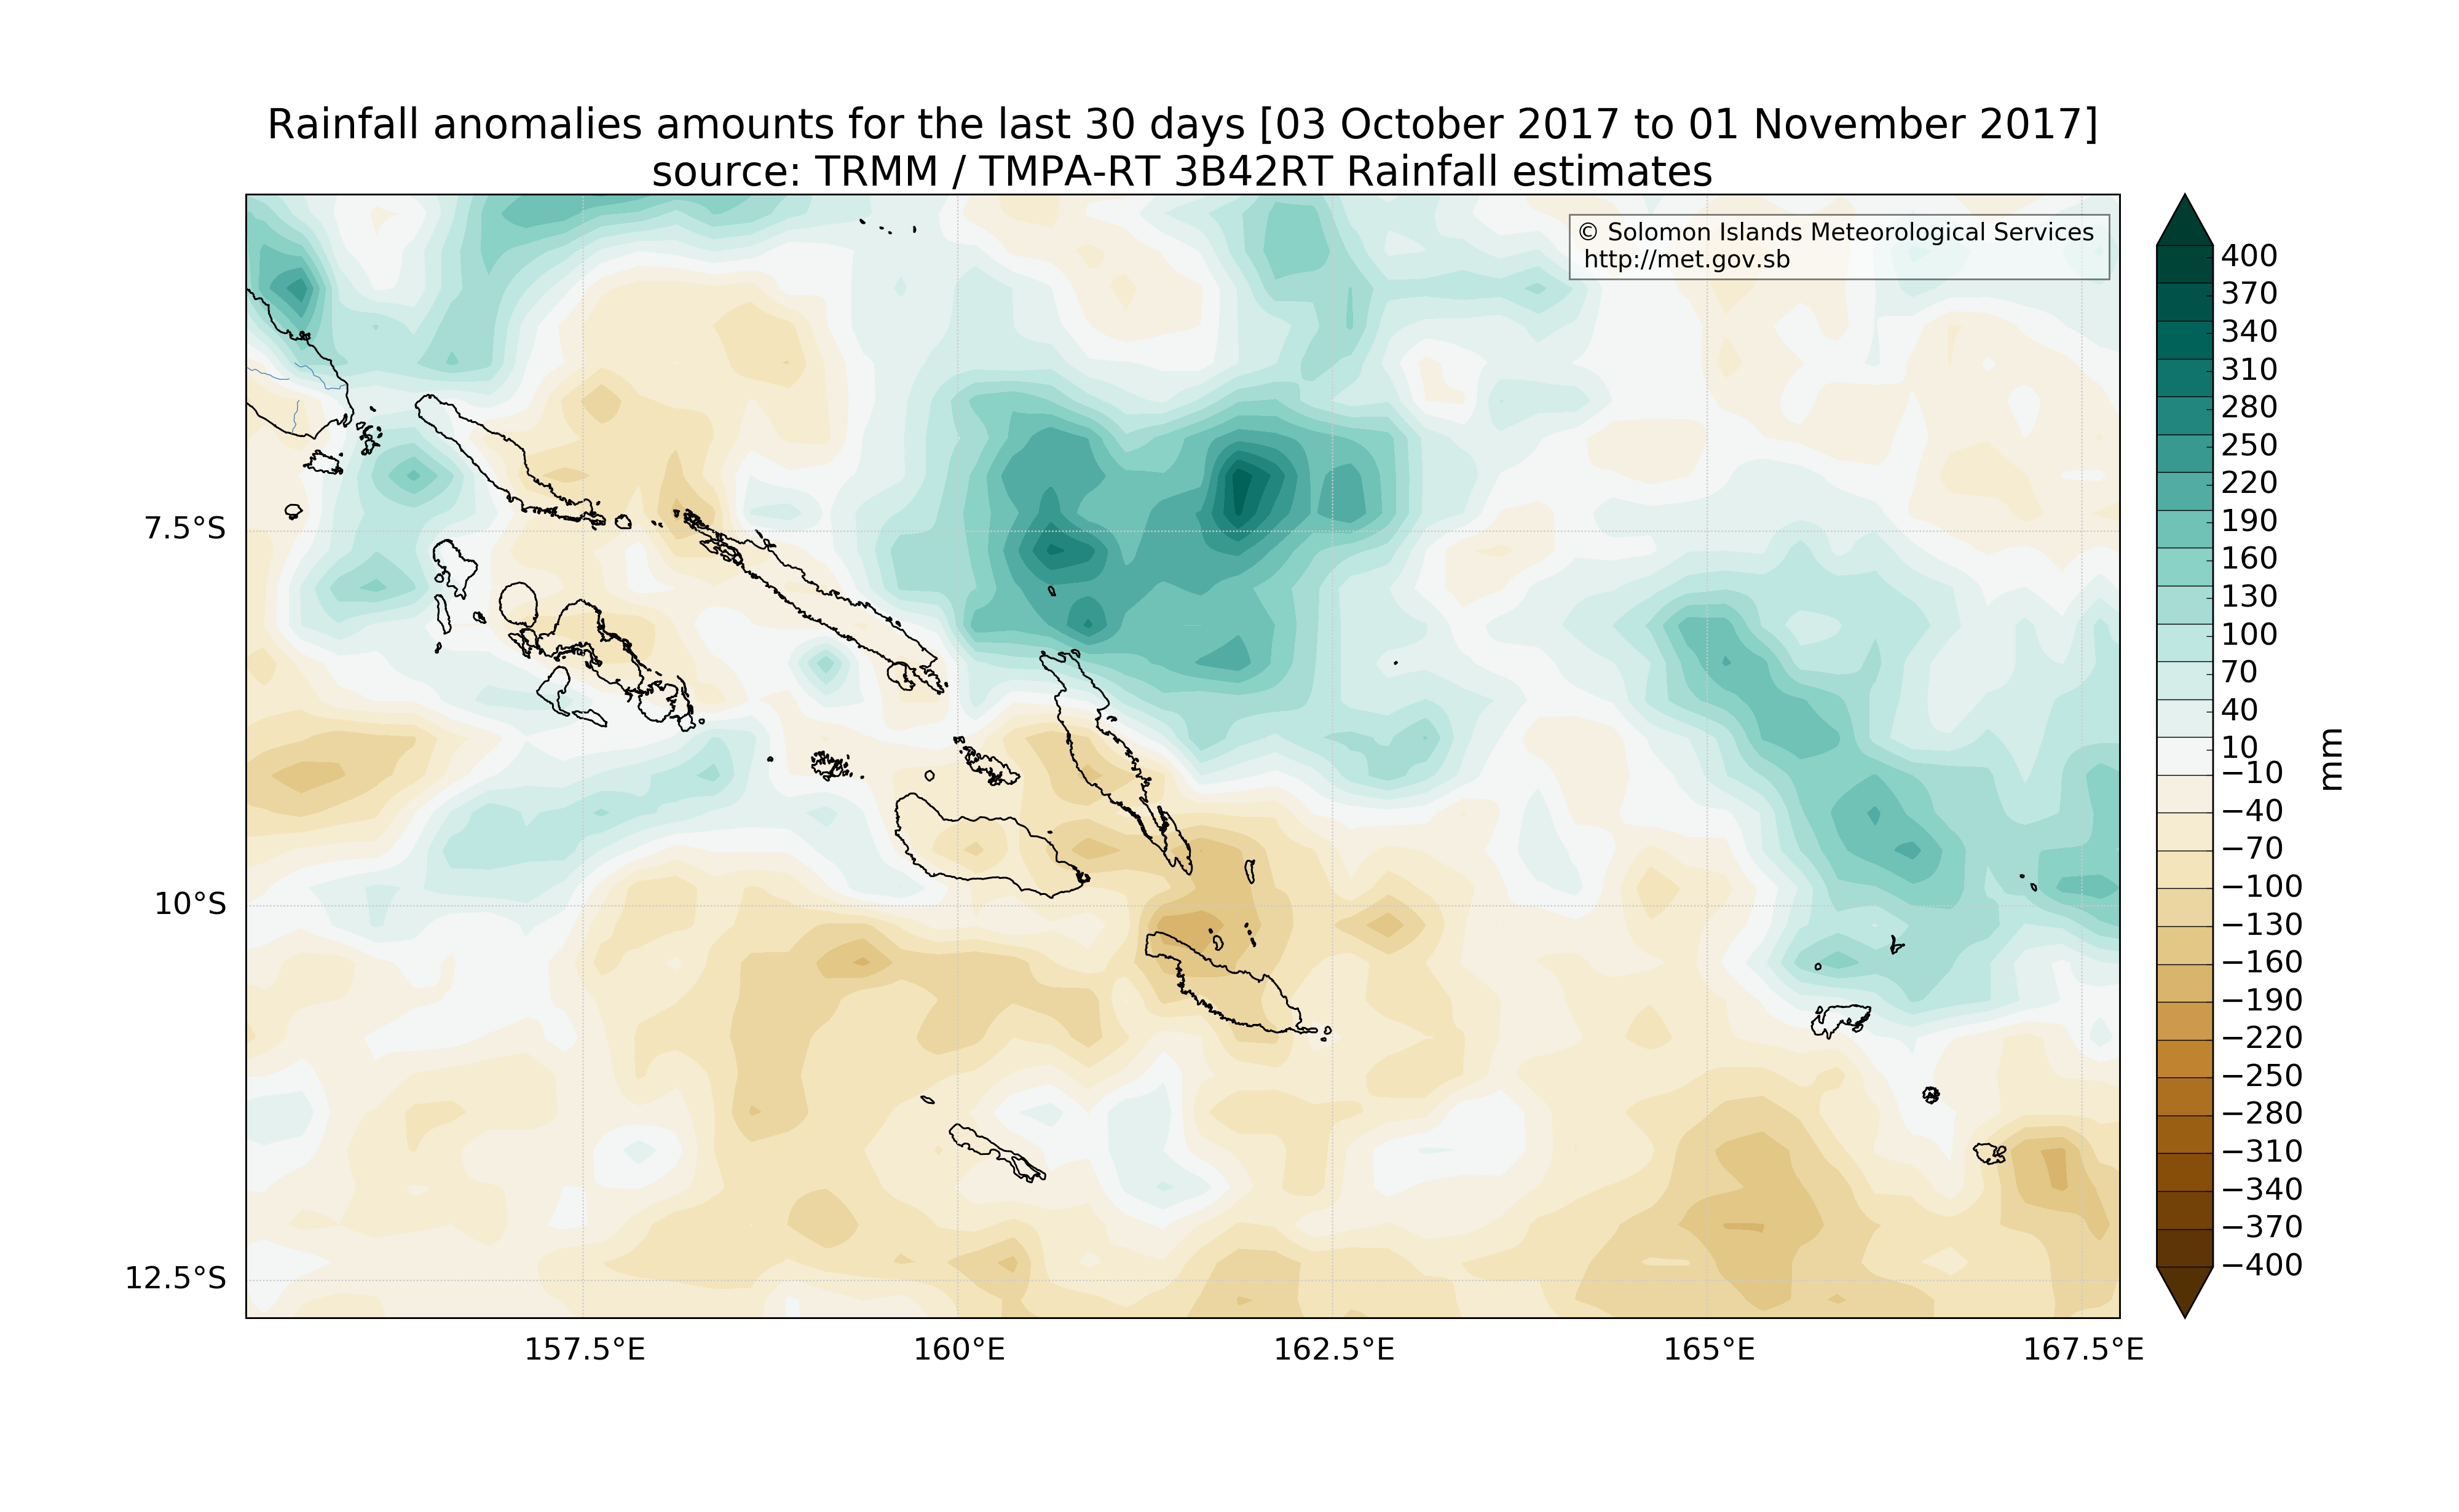 Rainfall anomalies amounts for the last 30 days [03 October 2017 to 01 November 2017]
source: TRMM / TMPA-RT 3B42RT Rainfall estimates
© Solomon Islands Meteorological Services
http://met.gov.sb
7.5°S
10°S
12.5°S
157.5°E
160°E
162.5°E
165°E
167.5°E
400
370
340
310
280
250
220
190
160
130
100
70
40
10
−10
−40
−70
−100
−130
−160
−190
−220
−250
−280
−310
−340
−370
−400
mm